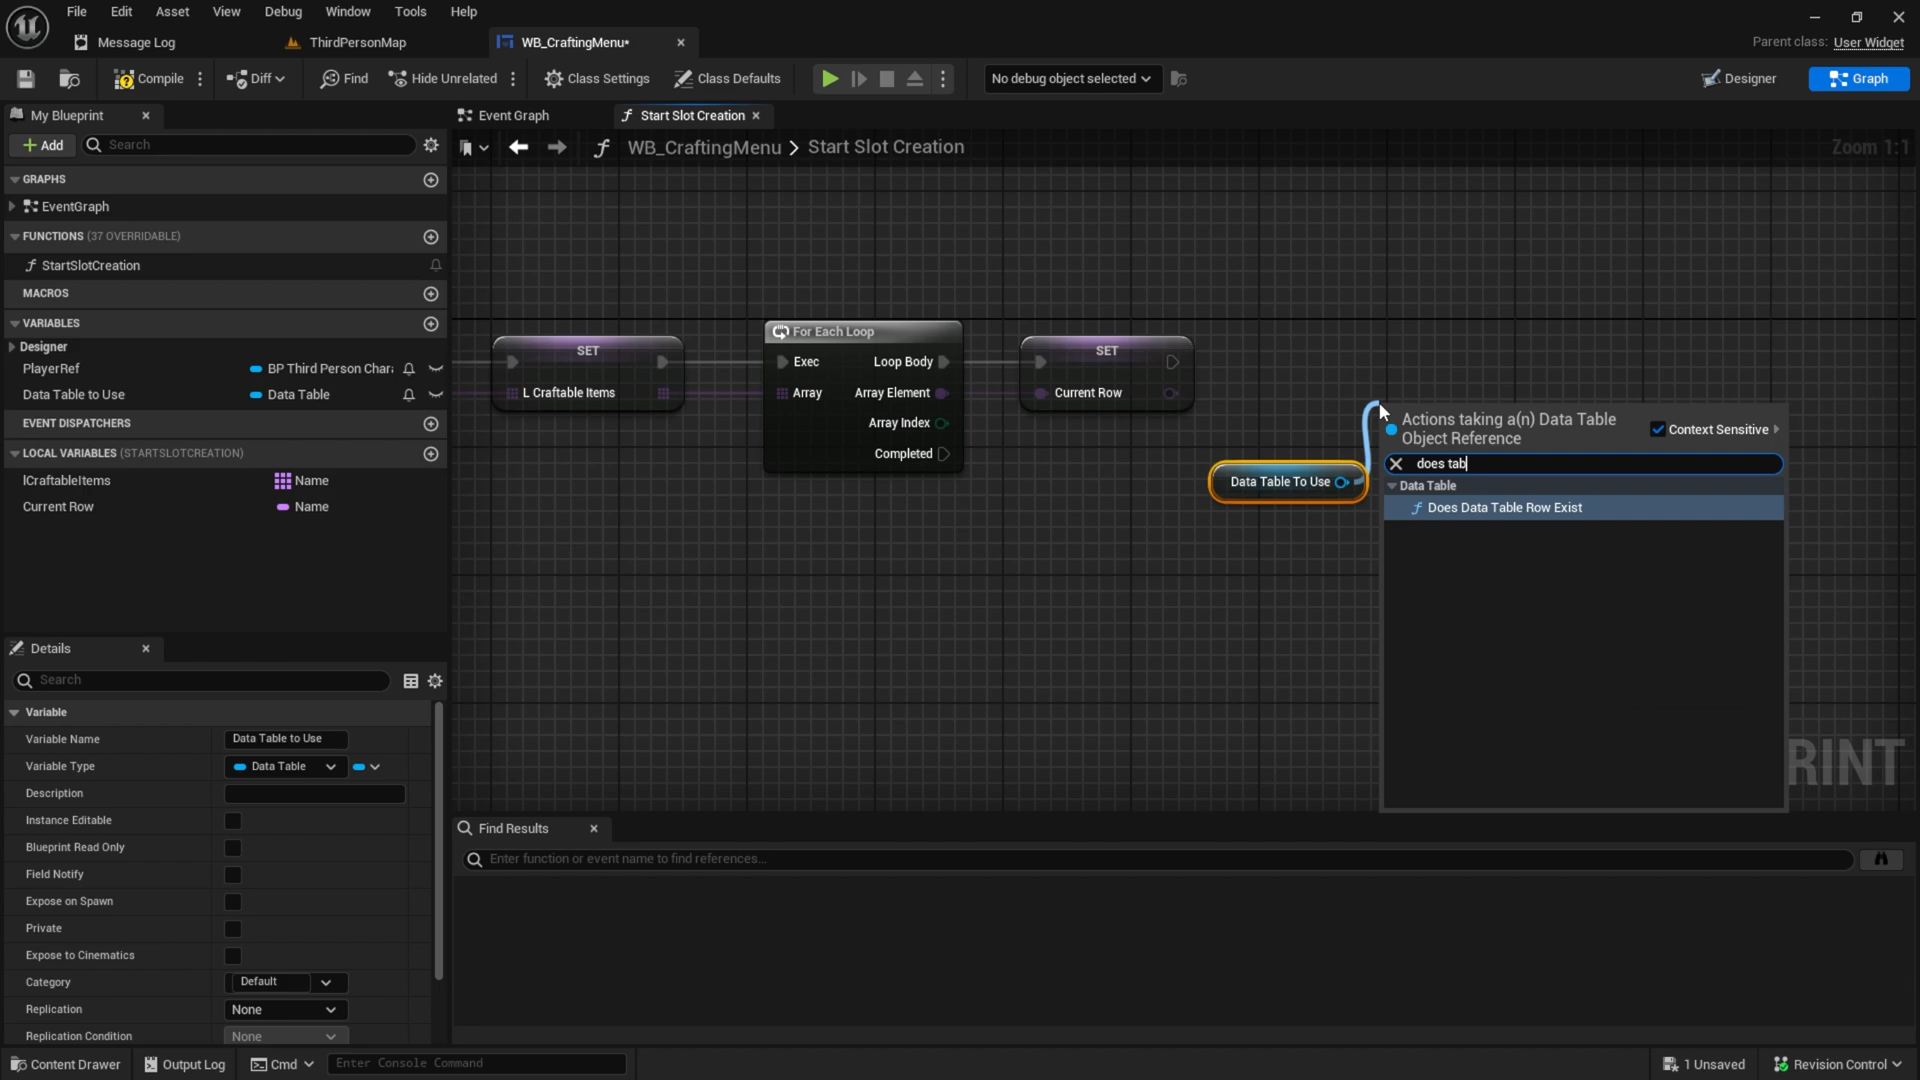 File Edit Asset View Debug Window Tools Help
Message Log
ThirdPersonMap
WB_CraftingMenu*
Parent class: User Widget
Compile
Diff
Find
Hide Unrelated
Class Settings
Class Defaults
No debug object selected
Designer
Graph
My Blueprint
Event Graph
Start Slot Creation
Add
Search
WB_CraftingMenu > Start Slot Creation
Zoom 1:1
GRAPHS
EventGraph
FUNCTIONS (37 OVERRIDABLE)
StartSlotCreation
MACROS
VARIABLES
Designer
PlayerRef
BP Third Person Chara
Data Table to Use
Data Table
EVENT DISPATCHERS
LOCAL VARIABLES (STARTSLOTCREATION)
lCraftableItems
Name
Current Row
Name
SET
L Craftable Items
For Each Loop
Exec
Loop Body
Array
Array Element
Array Index
Completed
SET
Current Row
Data Table To Use
Actions taking a(n) Data Table
Object Reference
Context Sensitive
does tab
Data Table
Does Data Table Row Exist
RINT
Details
Search
Variable
Variable Name
Data Table to Use
Variable Type
Data Table
Description
Instance Editable
Blueprint Read Only
Field Notify
Expose on Spawn
Private
Expose to Cinematics
Category
Default
Replication
None
Replication Condition
None
Find Results
Enter function or event name to find references...
Content Drawer
Output Log
Cmd
Enter Console Command
1 Unsaved
Revision Control